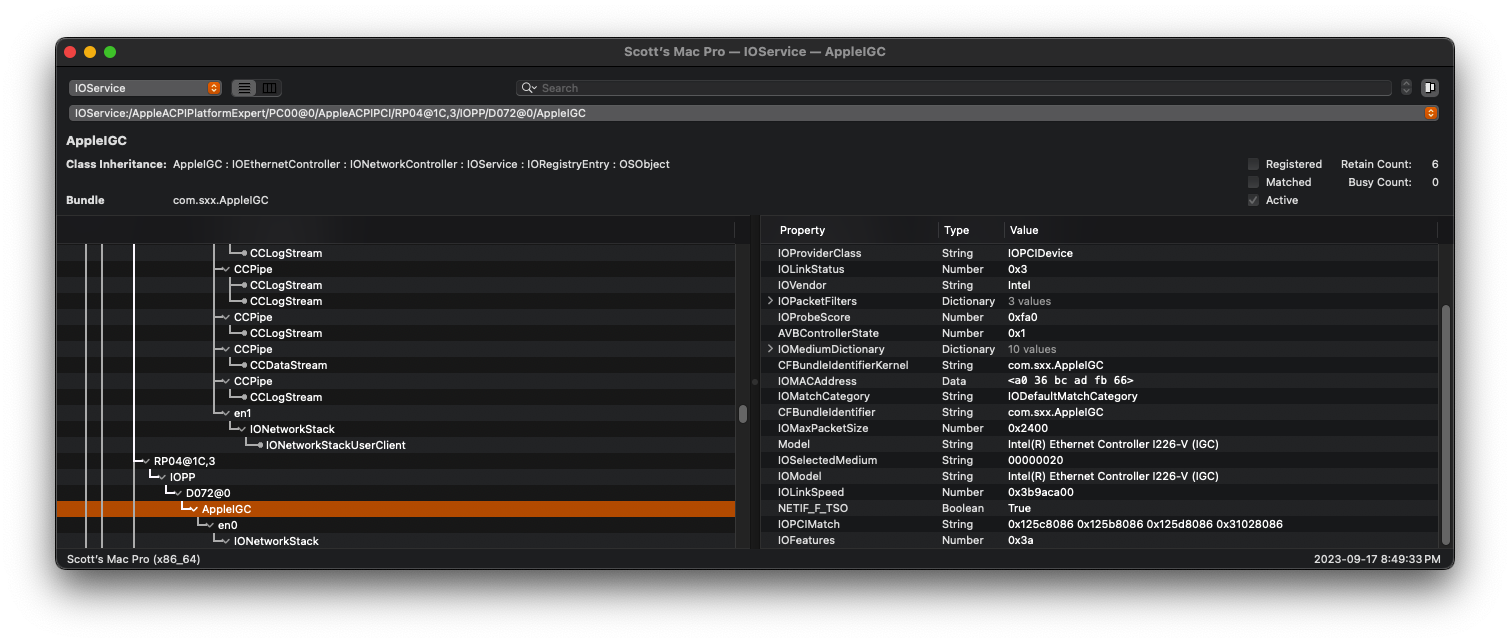 Scott's Mac Pro — IOService — AppleIGC
IOService
Search
IOService:/AppleACPIPlatformExpert/PC00@0/AppleACPIPCI/RP04@1C,3/IOPP/D072@0/AppleIGC
AppleIGC
Class Inheritance: AppleIGC : IOEthernetController : IONetworkController : IOService : IORegistryEntry : OSObject
Registered Retain Count: 6
Matched Busy Count: 0
Bundle com.sxx.AppleIGC
Active
CCLogStream
CCPipe
CCLogStream
CCLogStream
CCPipe
CCLogStream
CCPipe
CCDataStream
CCPipe
CCLogStream
en1
IONetworkStack
IONetworkStackUserClient
RP04@1C,3
IOPP
D072@0
AppleIGC
en0
IONetworkStack
Property Type Value
IOProviderClass String IOPCIDevice
IOLinkStatus Number 0x3
IOVendor String Intel
IOPacketFilters Dictionary 3 values
IOProbeScore Number 0xfa0
AVBControllerState Number 0x1
IOMediumDictionary Dictionary 10 values
CFBundleIdentifierKernel String com.sxx.AppleIGC
IOMACAddress Data <a0 36 bc ad fb 66>
IOMatchCategory String IODefaultMatchCategory
CFBundleIdentifier String com.sxx.AppleIGC
IOMaxPacketSize Number 0x2400
Model String Intel(R) Ethernet Controller I226-V (IGC)
IOSelectedMedium String 00000020
IOModel String Intel(R) Ethernet Controller I226-V (IGC)
IOLinkSpeed Number 0x3b9aca00
NETIF_F_TSO Boolean True
IOPCIMatch String 0x125c8086 0x125b8086 0x125d8086 0x31028086
IOFeatures Number 0x3a
Scott's Mac Pro (x86_64)
2023-09-17 8:49:33 PM